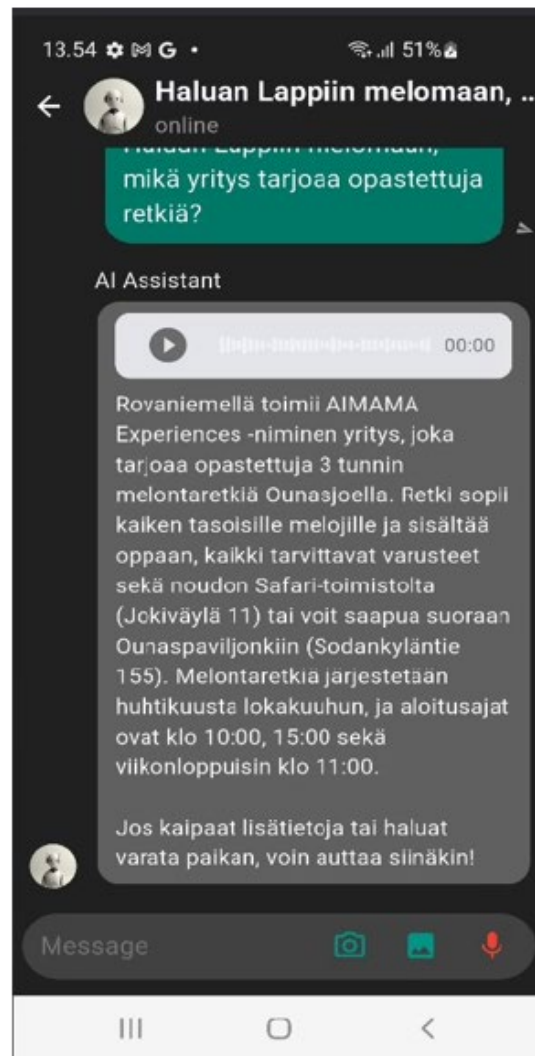 13.54 G • 51%
Haluan Lappiin melomaan, ..
online
Haluan Lappiin melomaan,
mikä yritys tarjoaa opastettuja
retkiä?
AI Assistant
00:00
Rovaniemellä toimii AIMAMA
Experiences -niminen yritys, joka
tarjoaa opastettuja 3 tunnin
melontaretkiä Ounasjoella. Retki sopii
kaiken tasoisille melojille ja sisältää
oppaan, kaikki tarvittavat varusteet
sekä noudon Safari-toimistolta
(Jokiväylä 11) tai voit saapua suoraan
Ounaspaviljonkiin (Sodankyläntie
155). Melontaretkiä järjestetään
huhtikuusta lokakuuhun, ja aloitusajat
ovat klo 10:00, 15:00 sekä
viikonloppuisin klo 11:00.
Jos kaipaat lisätietoja tai haluat
varata paikan, voin auttaa siinäkin!
Message